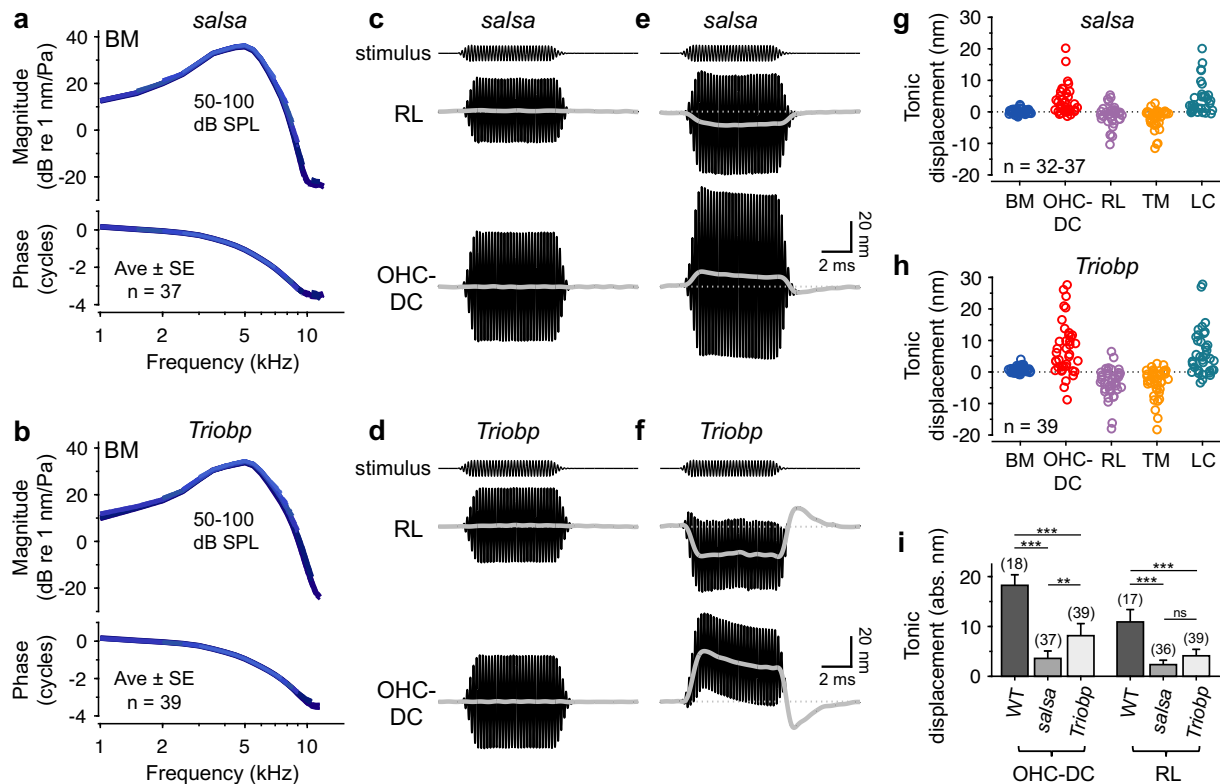 a
salsa
BM
40
20
0
-20
Magnitude
(dB re 1 nm/Pa)
50-100
dB SPL
0
-2
-4
Phase
(cycles)
Ave ± SE
n = 37
1
2
5
10
Frequency (kHz)
b
Triobp
BM
40
20
0
-20
Magnitude
(dB re 1 nm/Pa)
50-100
dB SPL
0
-2
-4
Phase
(cycles)
Ave ± SE
n = 39
1
2
5
10
Frequency (kHz)
c
salsa
stimulus
RL
OHC-
DC
d
Triobp
stimulus
RL
OHC-
DC
e
salsa
20 nm
2 ms
f
Triobp
20 nm
2 ms
g
salsa
Tonic
displacement (nm)
30
20
10
0
-10
-20
n = 32-37
BM
OHC-
DC
RL
TM
LC
h
Triobp
Tonic
displacement (nm)
30
20
10
0
-10
-20
n = 39
BM
OHC-
DC
RL
TM
LC
i
Tonic
displacement (abs. nm)
20
10
0
***
***
**
***
***
ns
(18)
(37)
(39)
(17)
(36)
(39)
WT
salsa
Triobp
WT
salsa
Triobp
OHC-DC
RL